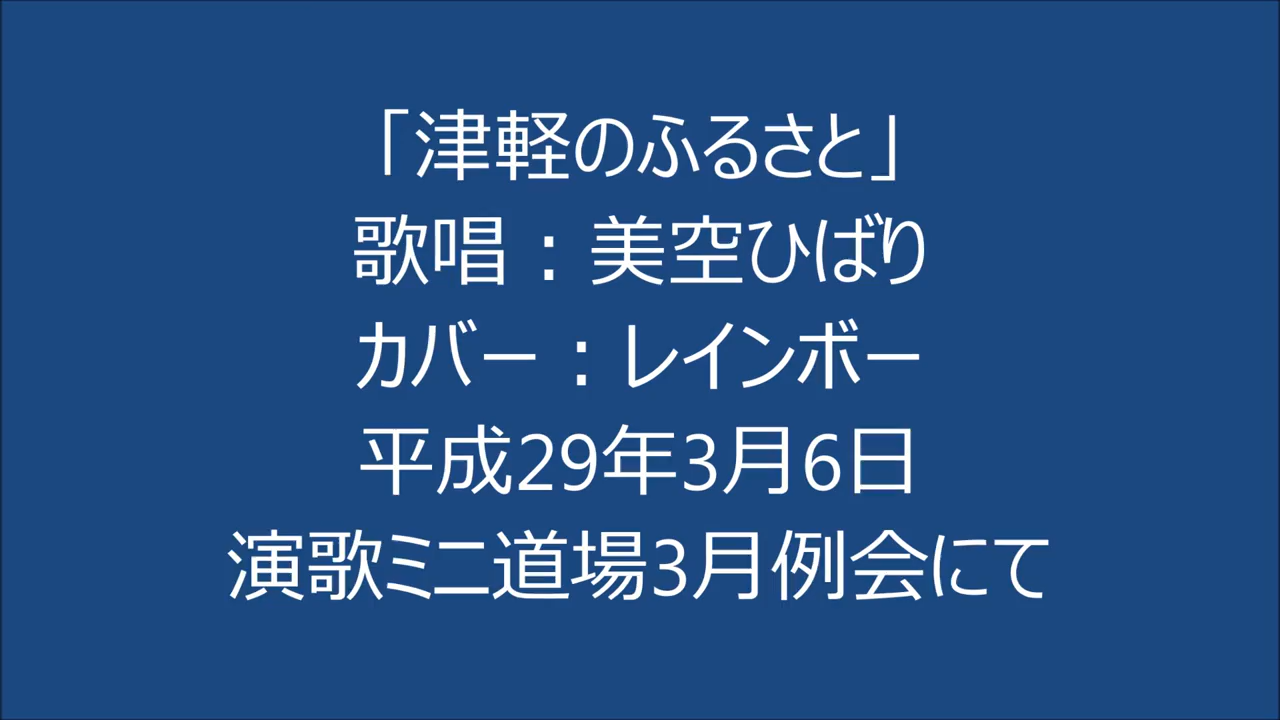 「津軽のふるさと」
歌唱：美空ひばり
カバー：レインボー
平成29年3月6日
演歌ミニ道場3月例会にて